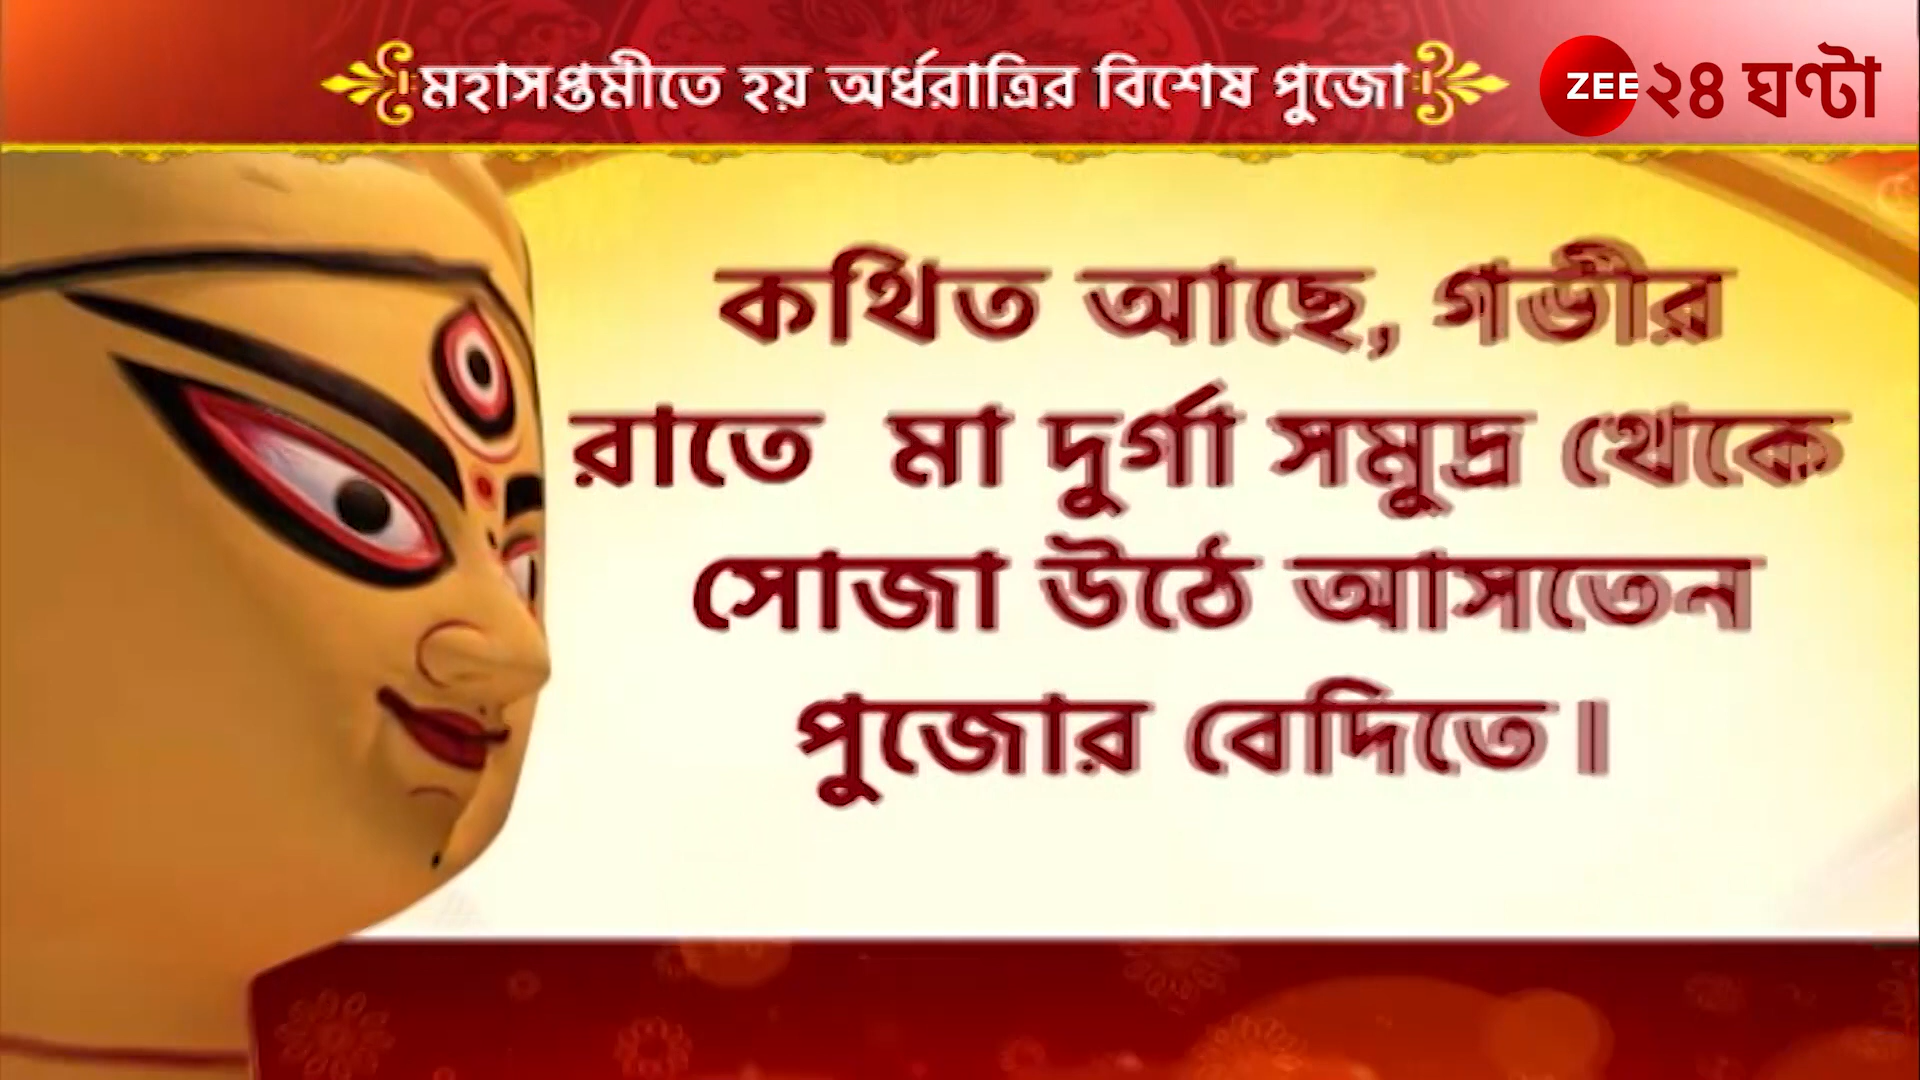 মহাসপ্তমীতে হয় অর্ধরাত্রির বিশেষ পুজো
ZEE ২৪ ঘণ্টা
কথিত আছে, গভীর
রাতে মা দুর্গা সমুদ্র থেকে
সোজা উঠে আসতেন
পুজোর বেদিতে।